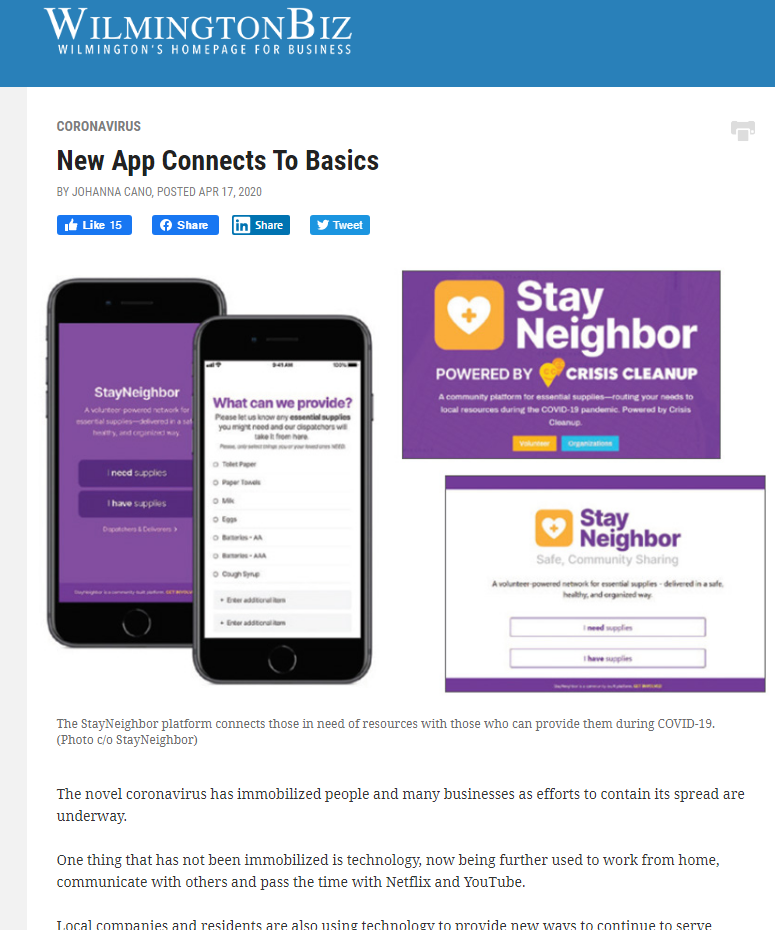 WILMINGTONBIZ
WILMINGTON'S HOMEPAGE FOR BUSINESS
CORONAVIRUS
New App Connects To Basics
BY JOHANNA CANO, POSTED APR 17, 2020
Like 15
Share
Share
Tweet
StayNeighbor
A volunteer-powered network for
essential supplies—delivered in a saf
healthy, and organized way.
I need supplies
I have supplies
Dispatchers & Deliverers >
StayNeighbor is a community-built platform. GET INVOLV
9:41 AM
100%
What can we provide?
Please let us know any essential supplies
you might need and our dispatchers will
take it from here.
Please, only select things you or your loved ones NEED.
Toilet Paper
Paper Towels
Milk
Eggs
Batteries - AA
Batteries - AAA
Cough Syrup
+ Enter additional item
+ Enter additional item
Stay
Neighbor
POWERED BY CC CRISIS CLEANUP
A community platform for essential supplies—routing your needs to
local resources during the COVID-19 pandemic. Powered by Crisis
Cleanup.
Volunteer
Organizations
Stay
Neighbor
Safe, Community Sharing
A volunteer-powered network for essential supplies - delivered in a safe,
healthy, and organized way.
I need supplies
I have supplies
StayNeighbor is a community-built platform. GET INVOLVED
The StayNeighbor platform connects those in need of resources with those who can provide them during COVID-19.
(Photo c/o StayNeighbor)
The novel coronavirus has immobilized people and many businesses as efforts to contain its spread are
underway.
One thing that has not been immobilized is technology, now being further used to work from home,
communicate with others and pass the time with Netflix and YouTube.
Local companies and residents are also using technology to provide new ways to continue to serve